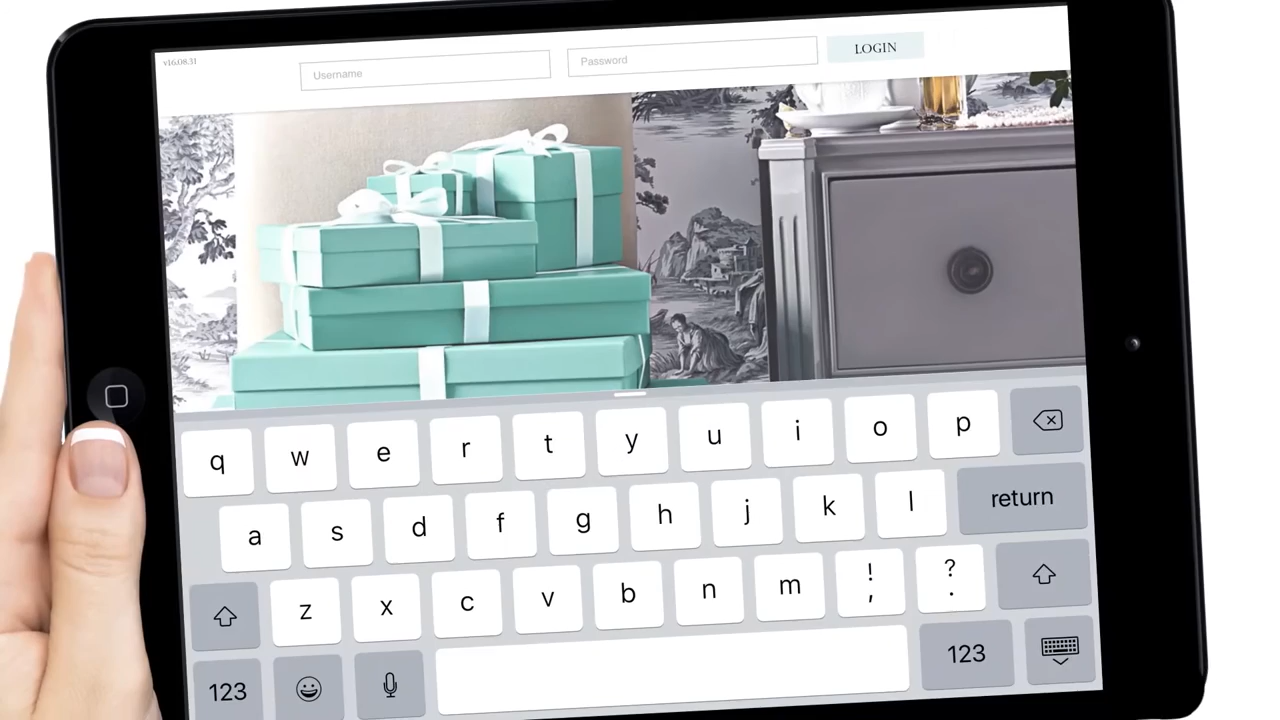 v16.08.31
Username
Password
LOGIN
q w e r t y u i o p
a s d f g h j k l return
z x c v b n m ! , ? .
123 123